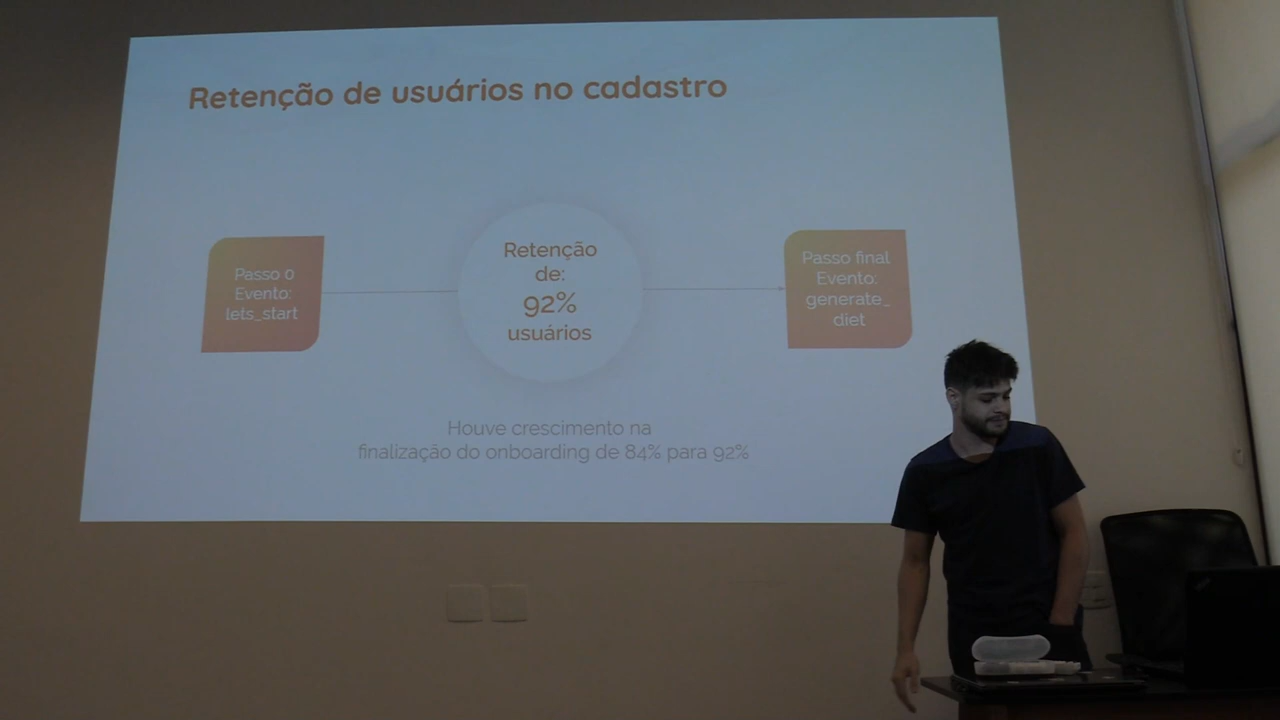 Retenção de usuários no cadastro
Passo 0
Evento:
lets_start
Retenção
de:
92%
usuários
Passo final
Evento:
generate_
diet
Houve crescimento na
finalização do onboarding de 84% para 92%